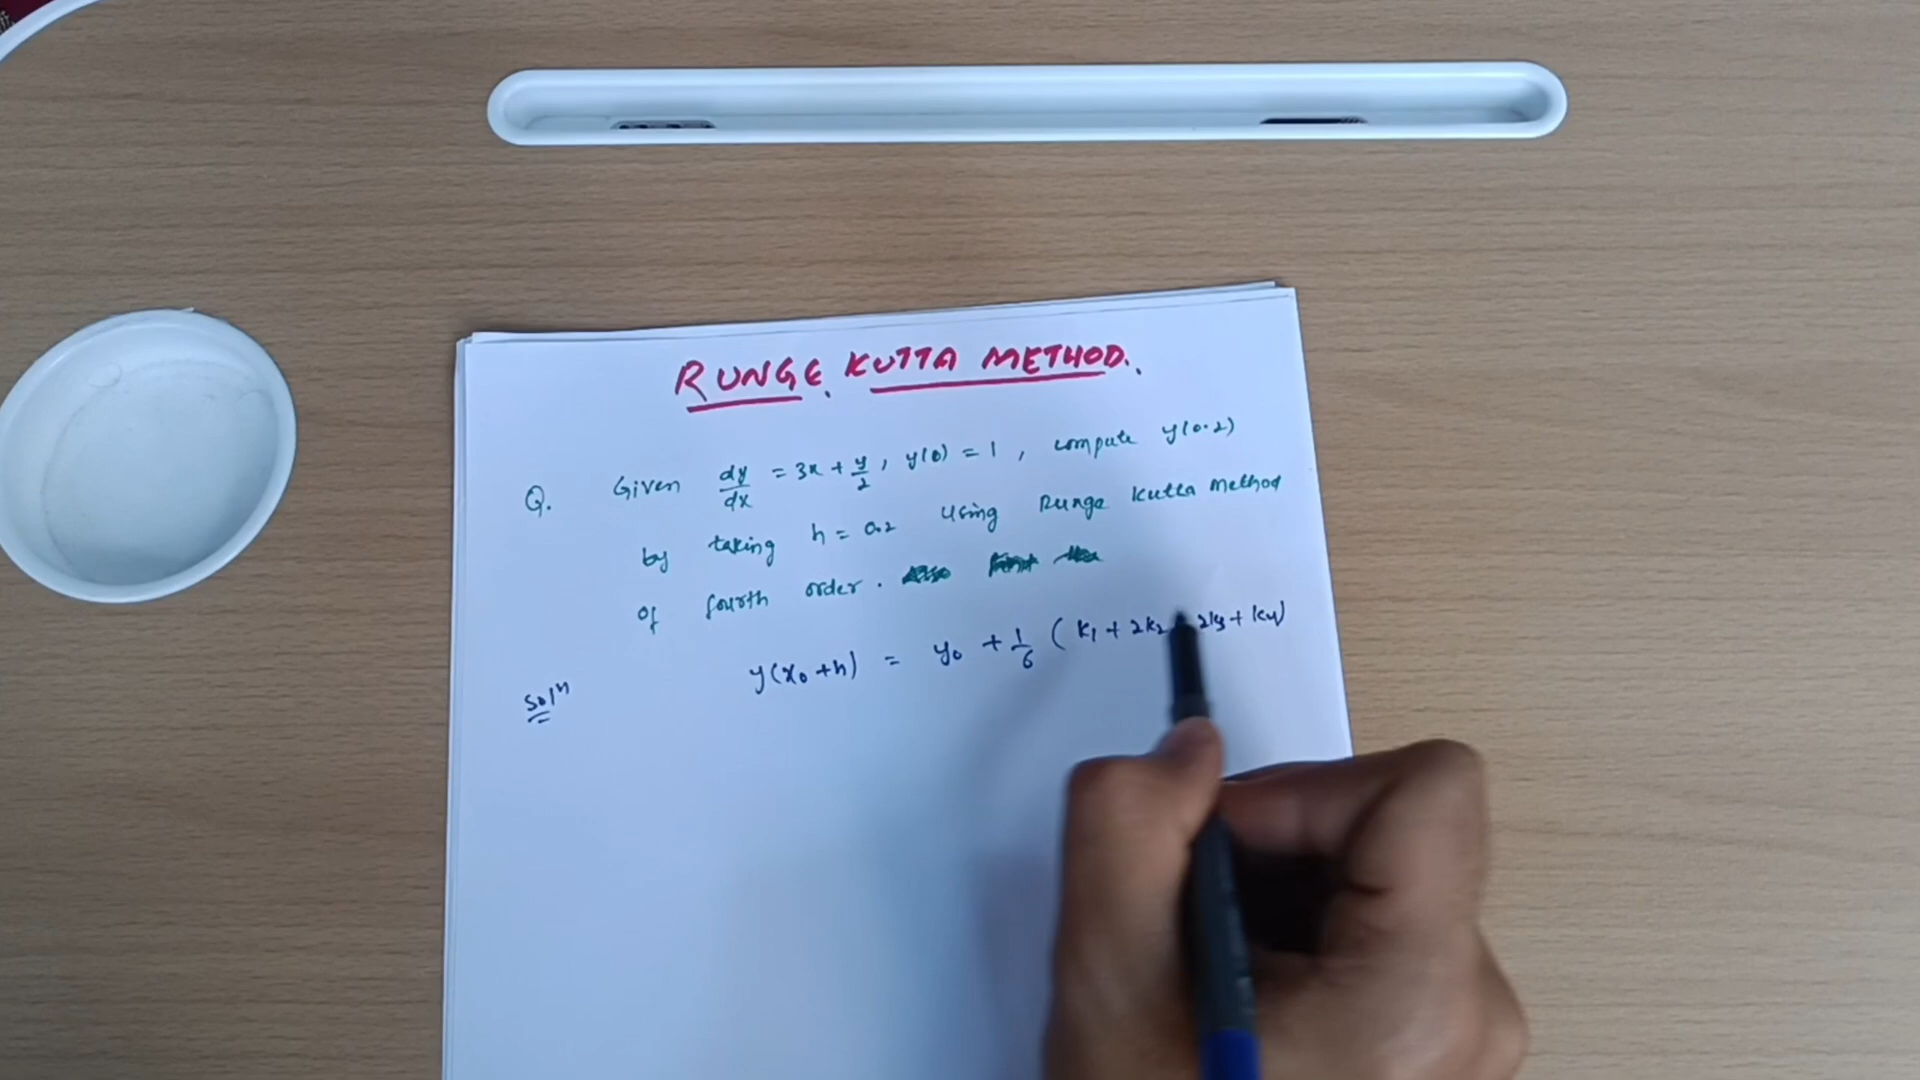 RUNGE KUTTA METHOD.
Q. Given dy/dx = 3x + y/2, y(0) = 1, compute y(0.2)
by taking h = 0.2 using Runge Kutta Method
of fourth order.
Solⁿ y(x₀+h) = y₀ + 1/6 (k₁ + 2k₂ + 2k₃ + k₄)